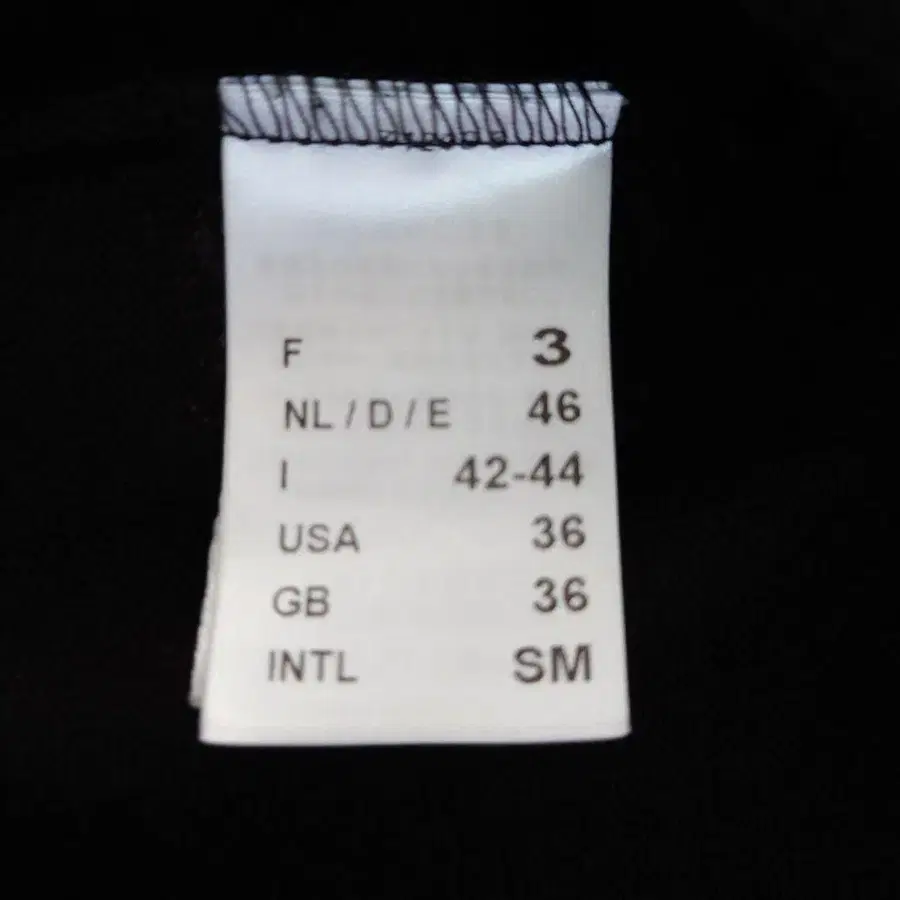 F 3
NL / D / E 46
I 42-44
USA 36
GB 36
INTL SM